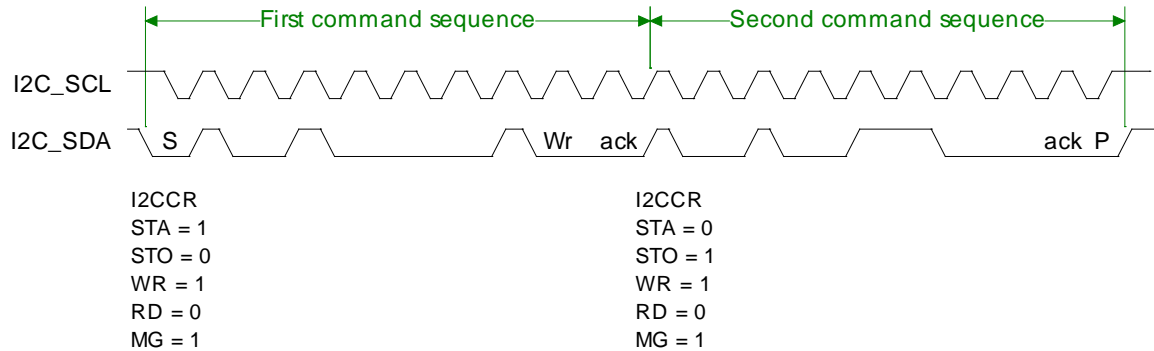 First command sequence Second command sequence
I2C_SCL
I2C_SDA S Wr ack ack P
I2CCR I2CCR
STA = 1 STA = 0
STO = 0 STO = 1
WR = 1 WR = 1
RD = 0 RD = 0
MG = 1 MG = 1